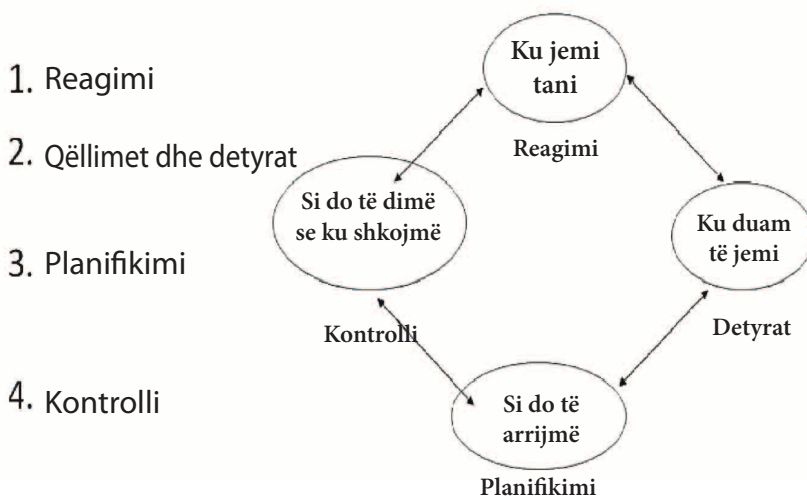 1. Reagimi
2. Qëllimet dhe detyrat
3. Planifikimi
4. Kontrolli
Ku jemi
tani
Reagimi
Si do të dimë
se ku shkojmë
Kontrolli
Ku duam
të jemi
Detyrat
Si do të
arrijmë
Planifikimi